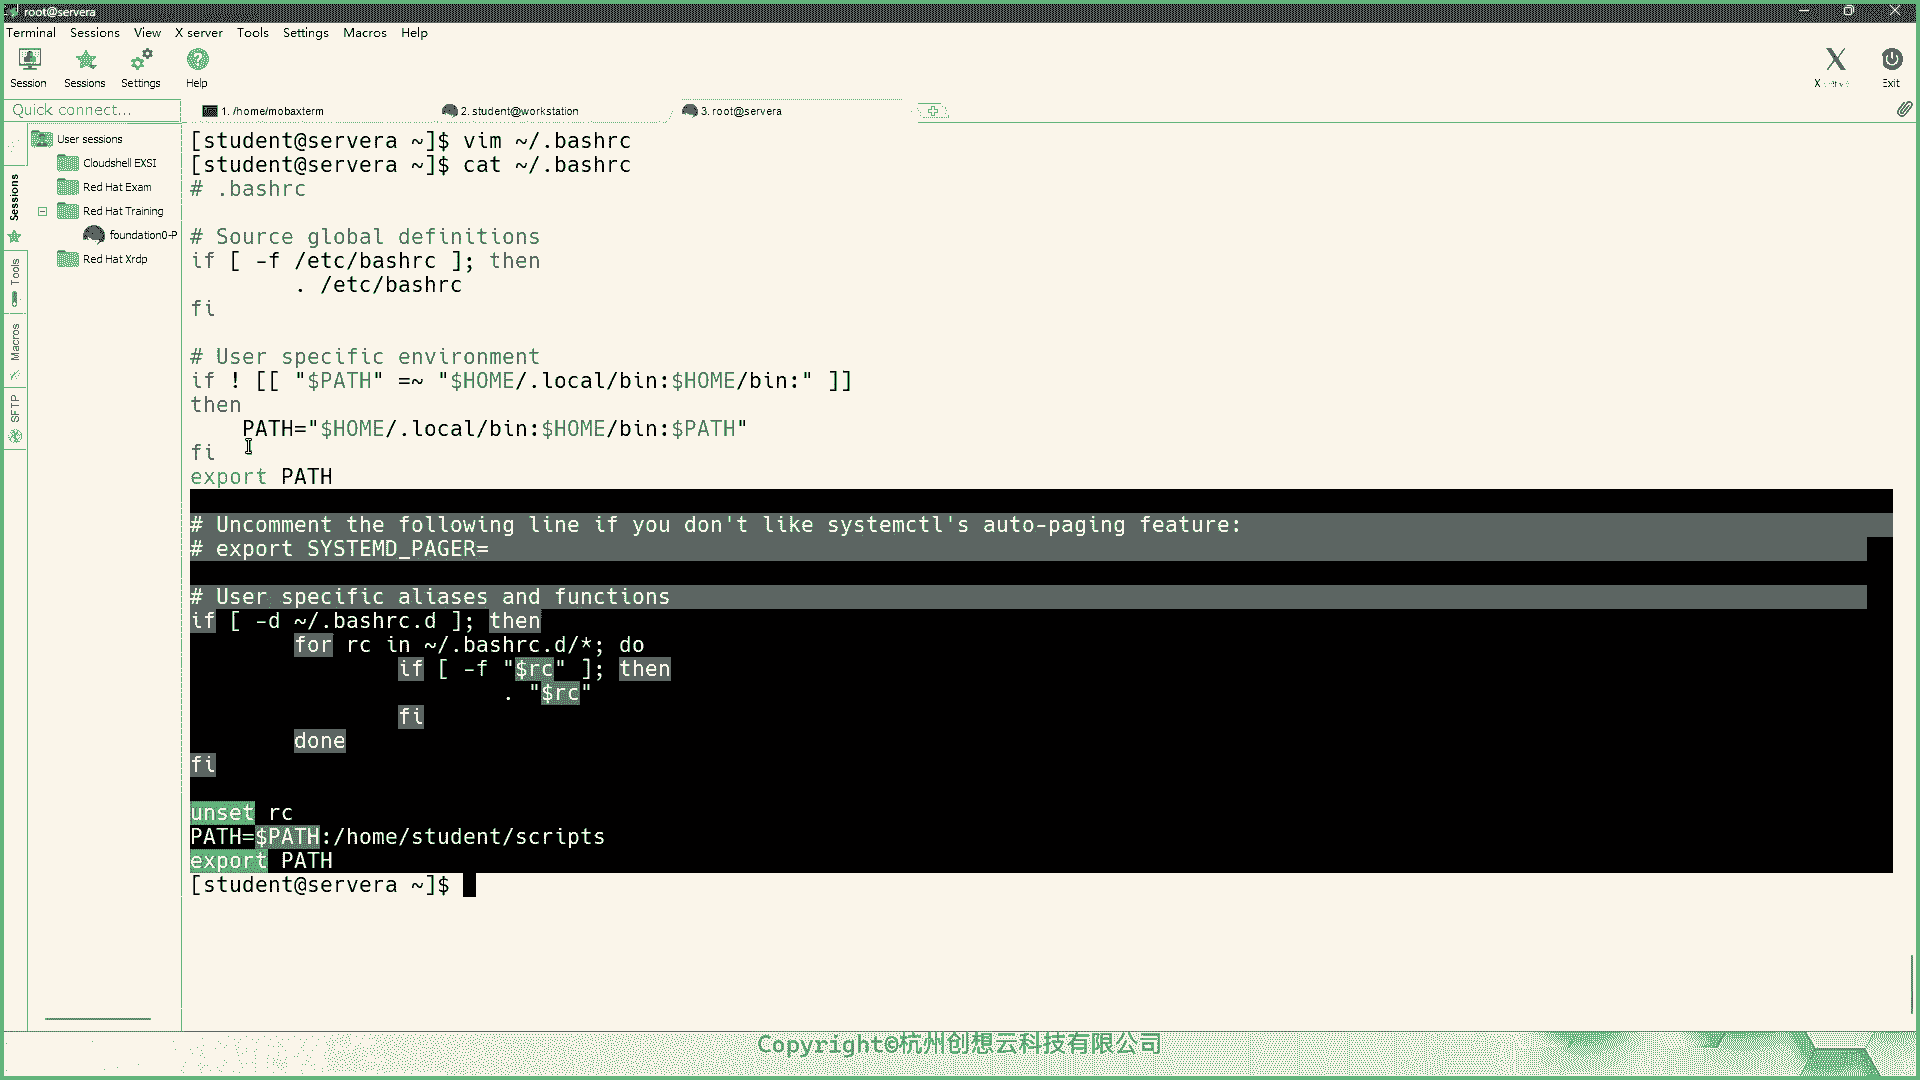 root@servera
Terminal Sessions View X server Tools Settings Macros Help
Session Sessions Settings Help
Exit
Quick connect...
1. /home/mobaxterm
2. student@workstation
3. root@servera
User sessions
Cloudshell EXSI
Red Hat Exam
Red Hat Training
foundation0-P
Red Hat Xrdp
Sessions
Tools
Macros
SFTP
[student@servera ~]$ vim ~/.bashrc
[student@servera ~]$ cat ~/.bashrc
# .bashrc
# Source global definitions
if [ -f /etc/bashrc ]; then
. /etc/bashrc
fi
# User specific environment
if ! [[ "$PATH" =~ "$HOME/.local/bin:$HOME/bin:" ]]
then
PATH="$HOME/.local/bin:$HOME/bin:$PATH"
fi
export PATH
# Uncomment the following line if you don't like systemctl's auto-paging feature:
# export SYSTEMD_PAGER=
# User specific aliases and functions
if [ -d ~/.bashrc.d ]; then
for rc in ~/.bashrc.d/*; do
if [ -f "$rc" ]; then
. "$rc"
fi
done
fi
unset rc
PATH=$PATH:/home/student/scripts
export PATH
[student@servera ~]$
Copyright©杭州创想云科技有限公司